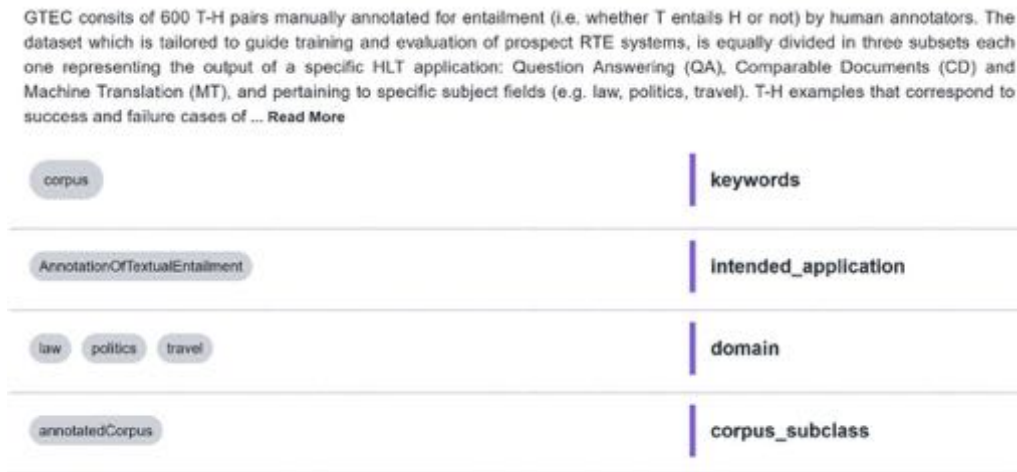 GTEC consits of 600 T-H pairs manually annotated for entailment (i.e. whether T entails H or not) by human annotators. The
dataset which is tailored to guide training and evaluation of prospect RTE systems, is equally divided in three subsets each
one representing the output of a specific HLT application: Question Answering (QA), Comparable Documents (CD) and
Machine Translation (MT), and pertaining to specific subject fields (e.g. law, politics, travel). T-H examples that correspond to
success and failure cases of ... Read More
corpus keywords
AnnotationOfTextualEntailment intended_application
law politics travel domain
annotatedCorpus corpus_subclass